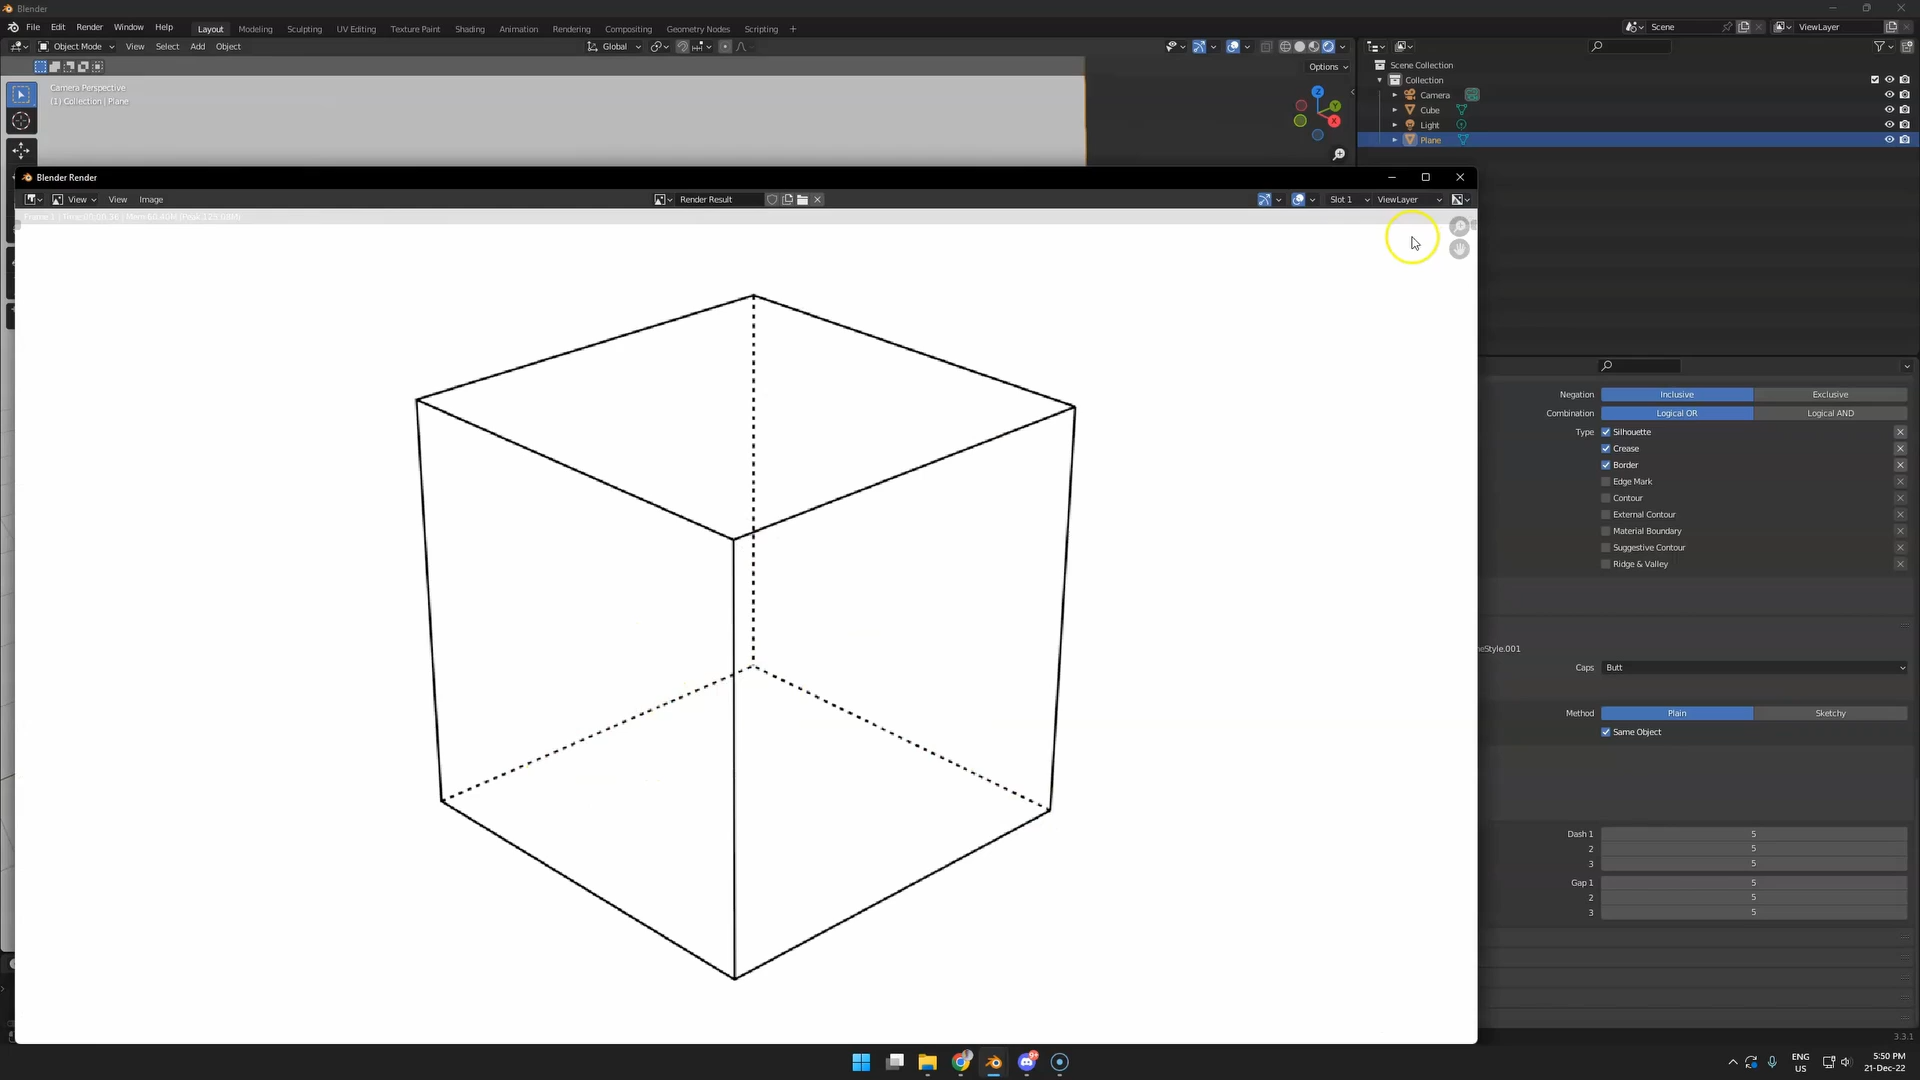 Blender
File Edit Render Window Help Layout Modeling Sculpting UV Editing Texture Paint Shading Animation Rendering Compositing Geometry Nodes Scripting + Scene ViewLayer
Object Mode View Select Add Object Global
Options
Camera Perspective
(1) Collection | Plane
Z
Y
X
Scene Collection
Collection
Camera
Cube
Light
Plane
Blender Render
View View Image Render Result Slot 1 ViewLayer
Negation Inclusive Exclusive
Combination Logical OR Logical AND
Type Silhouette
Crease
Border
Edge Mark
Contour
External Contour
Material Boundary
Suggestive Contour
Ridge & Valley
neStyle.001
Caps Butt
Method Plain Sketchy
Same Object
Dash 1 5
2 5
3 5
Gap 1 5
2 5
3 5
3.3.1
ENG
US
5:50 PM
21-Dec-22